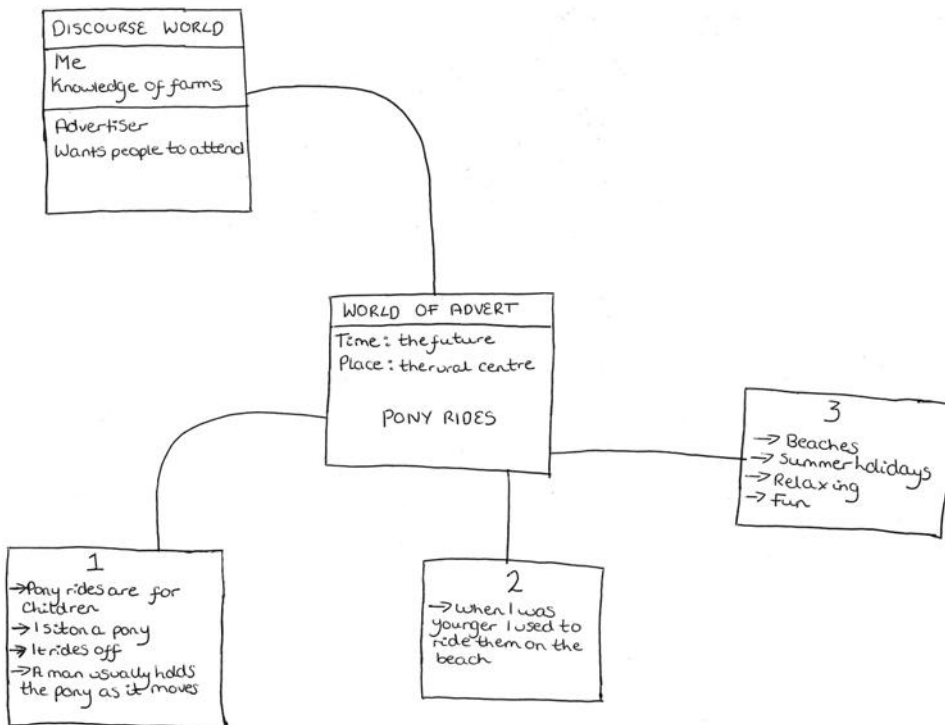 DISCOURSE WORLD
Me
Knowledge of farms
Advertiser
Wants people to attend
WORLD OF ADVERT
Time: the future
Place: the rural centre
PONY RIDES
3
→ Beaches
→ Summer holidays
→ Relaxing
→ Fun
1
→ Pony rides are for
children
→ I sit on a pony
→ It rides off
→ A man usually holds
the pony as it moves
2
→ When I was
younger I used to
ride them on the
beach